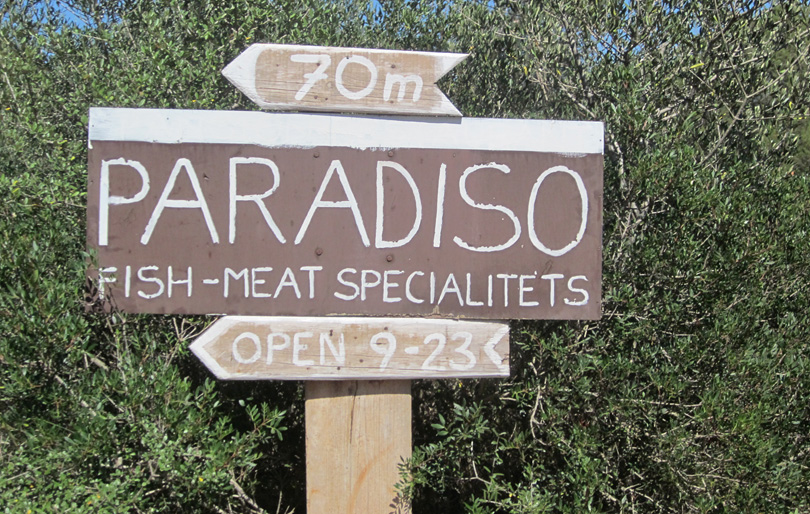 70m
PARADISO
FISH-MEAT SPECIALITETS
OPEN 9-23